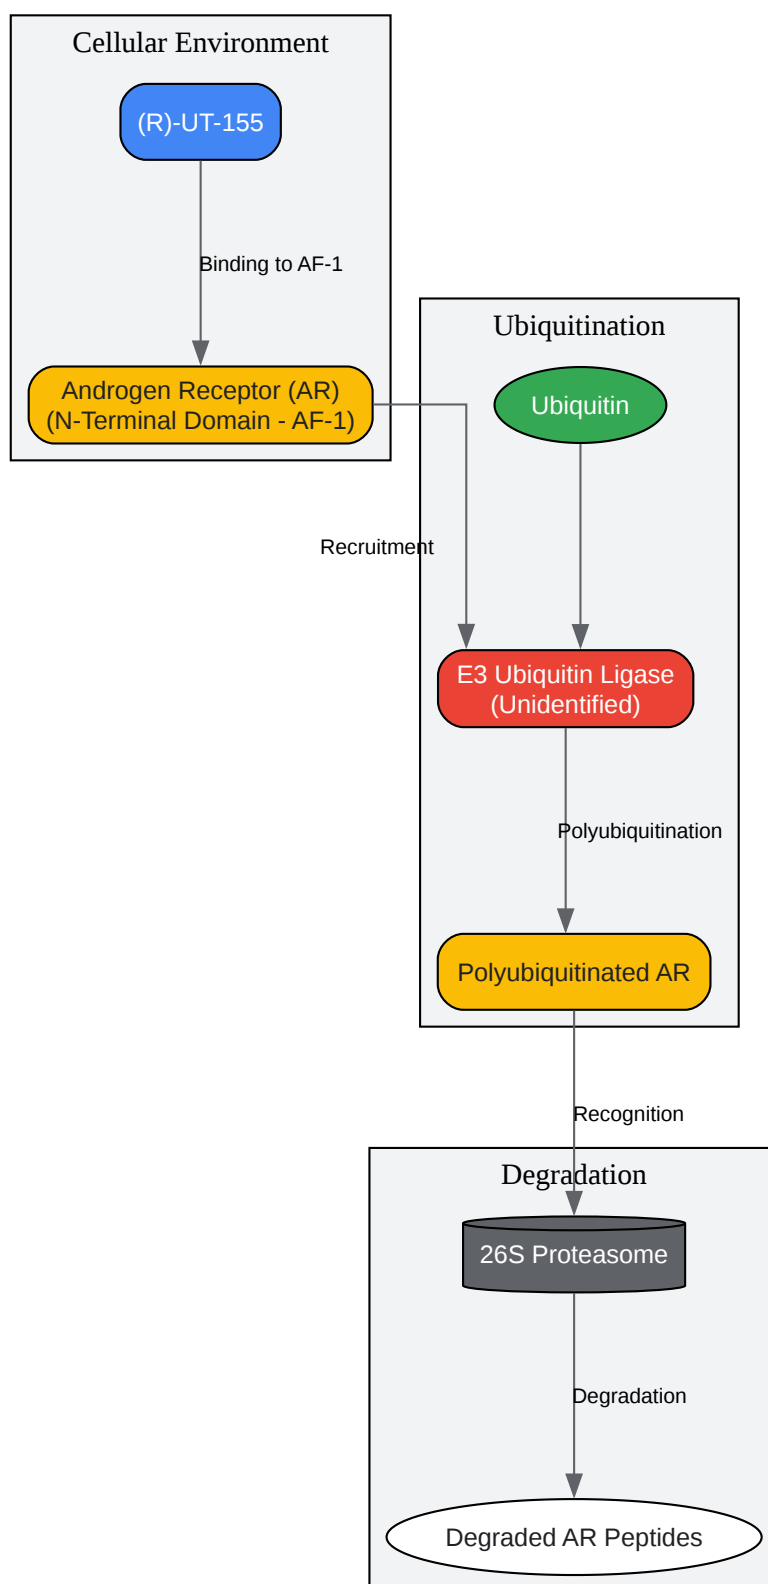 Cellular Environment
(R)-UT-155
Binding to AF-1
Androgen Receptor (AR)
(N-Terminal Domain - AF-1)
Recruitment
Ubiquitination
Ubiquitin
E3 Ubiquitin Ligase
(Unidentified)
Polyubiquitination
Polyubiquitinated AR
Recognition
Degradation
26S Proteasome
Degradation
Degraded AR Peptides